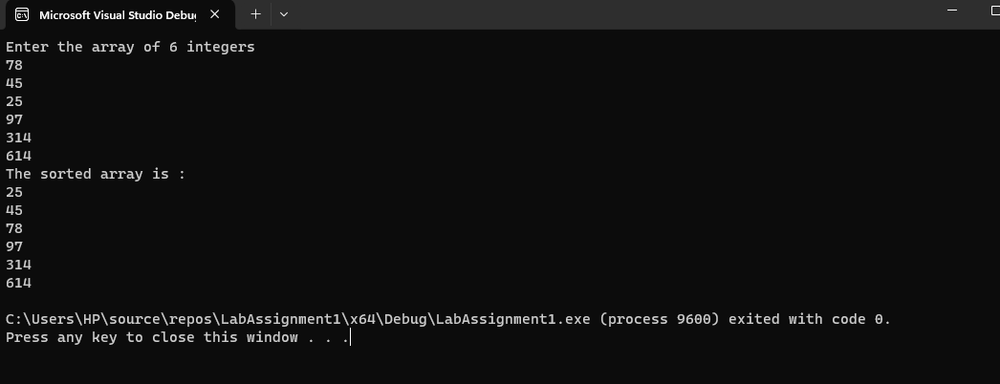 Microsoft Visual Studio Debu
Enter the array of 6 integers
78
45
25
97
314
614
The sorted array is :
25
45
78
97
314
614
C:\Users\HP\source\repos\LabAssignment1\x64\Debug\LabAssignment1.exe (process 9600) exited with code 0.
Press any key to close this window . . .